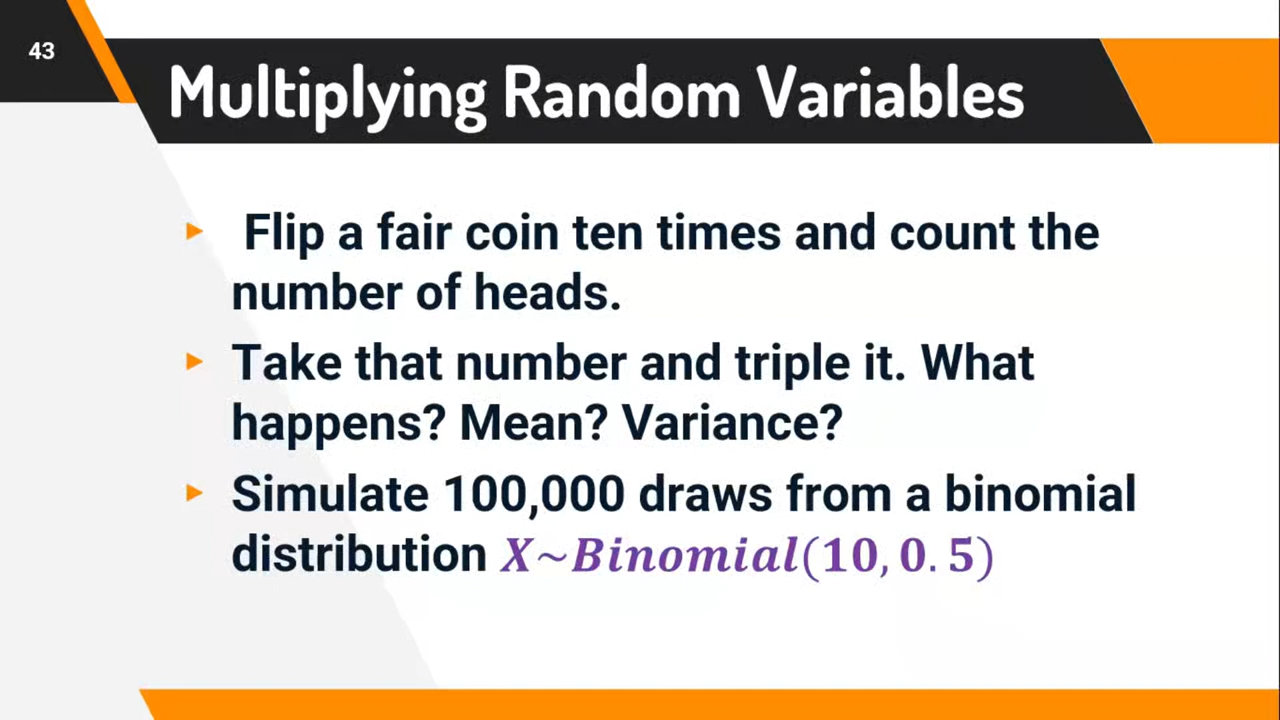 43
Multiplying Random Variables
▸ Flip a fair coin ten times and count the
number of heads.
▸ Take that number and triple it. What
happens? Mean? Variance?
▸ Simulate 100,000 draws from a binomial
distribution X~Binomial(10, 0.5)